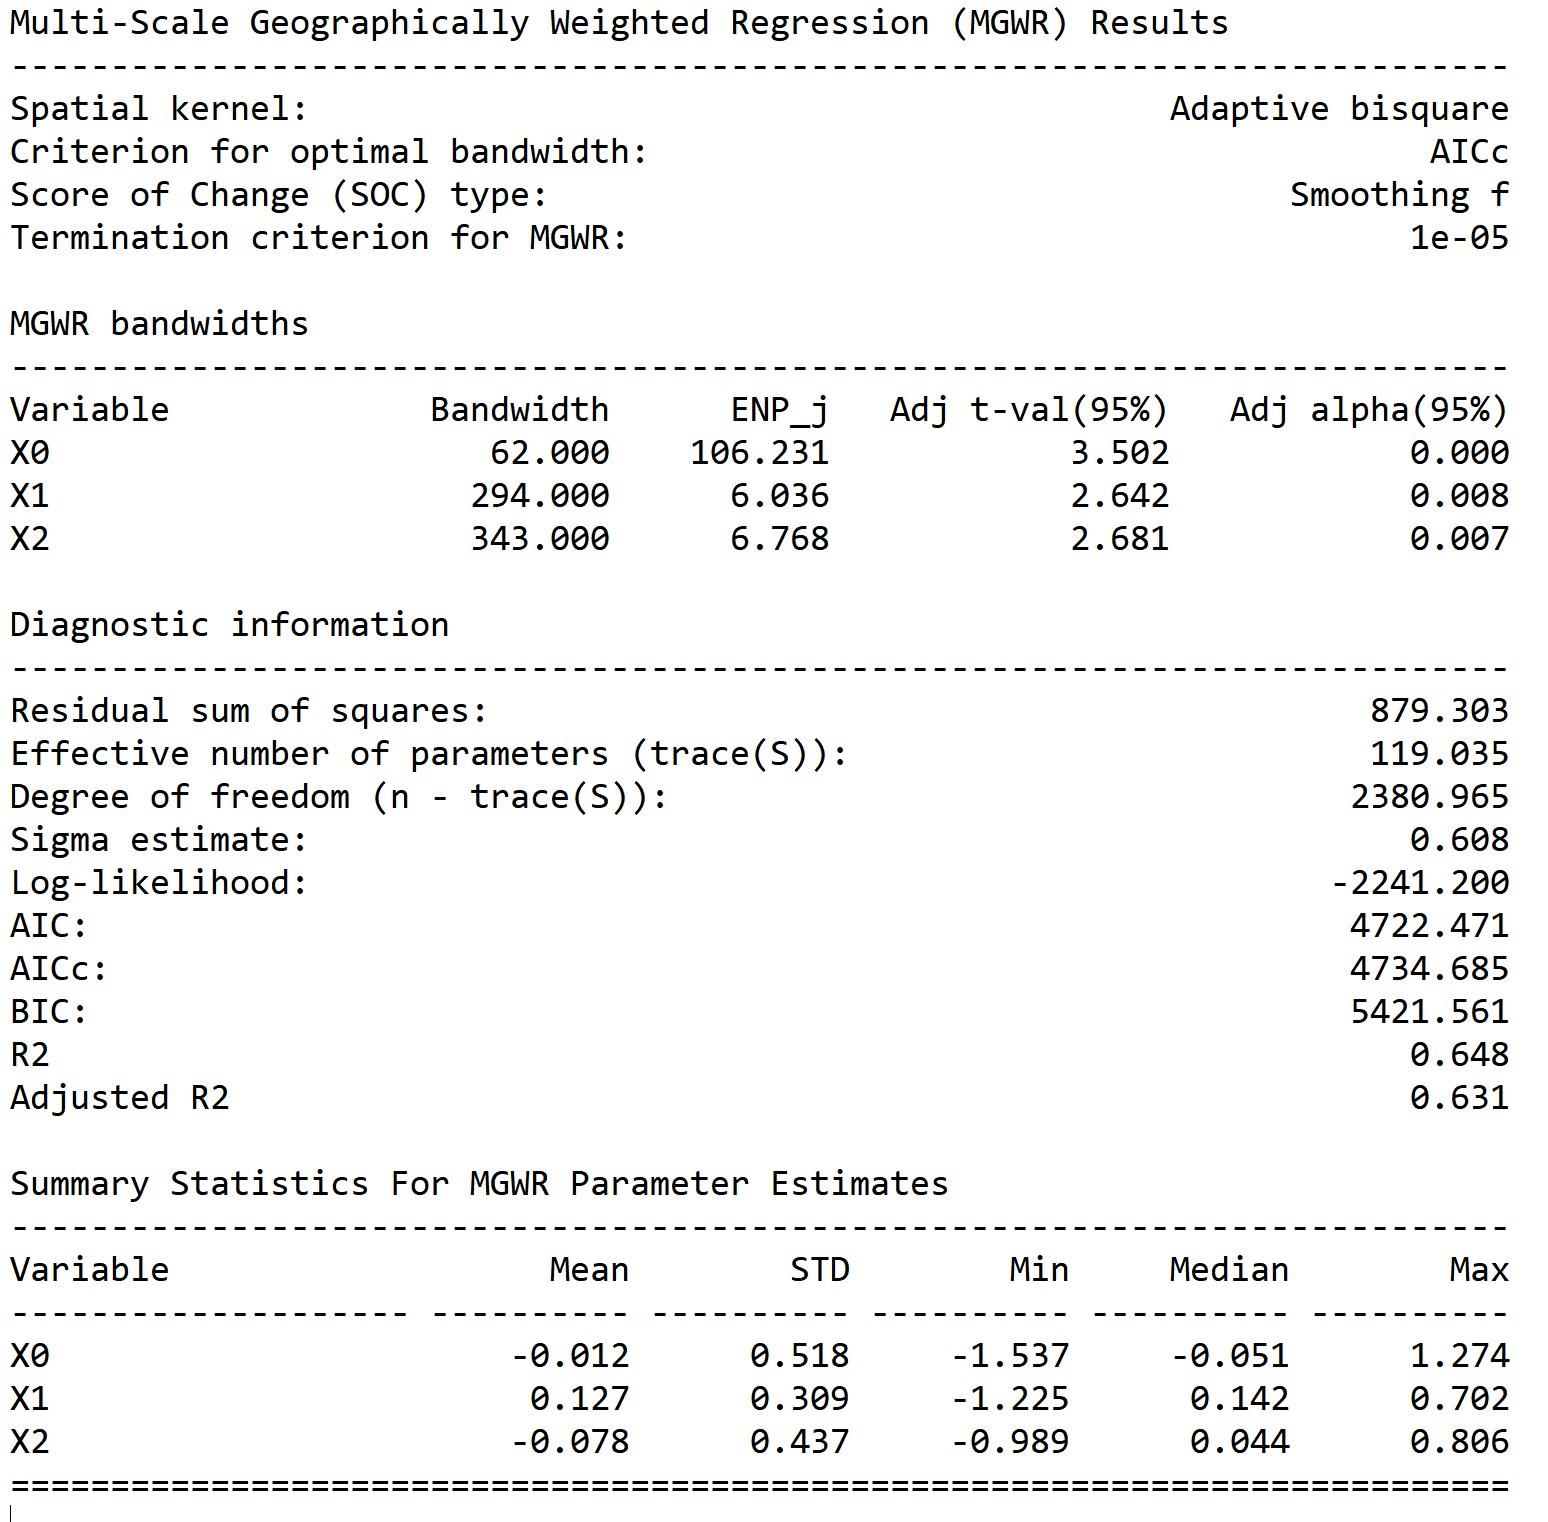 Multi-Scale Geographically Weighted Regression (MGWR) Results
---------------------------------------------------------------------------
Spatial kernel:                                           Adaptive bisquare
Criterion for optimal bandwidth:                                       AICc
Score of Change (SOC) type:                                     Smoothing f
Termination criterion for MGWR:                                       1e-05

MGWR bandwidths
---------------------------------------------------------------------------
Variable             Bandwidth      ENP_j   Adj t-val(95%)   Adj alpha(95%)
X0                      62.000    106.231            3.502            0.000
X1                     294.000      6.036            2.642            0.008
X2                     343.000      6.768            2.681            0.007

Diagnostic information
---------------------------------------------------------------------------
Residual sum of squares:                                            879.303
Effective number of parameters (trace(S)):                          119.035
Degree of freedom (n - trace(S)):                                  2380.965
Sigma estimate:                                                       0.608
Log-likelihood:                                                   -2241.200
AIC:                                                               4722.471
AICc:                                                              4734.685
BIC:                                                               5421.561
R2                                                                    0.648
Adjusted R2                                                           0.631

Summary Statistics For MGWR Parameter Estimates
---------------------------------------------------------------------------
Variable                   Mean        STD        Min     Median        Max
-------------------- ---------- ---------- ---------- ---------- ----------
X0                       -0.012      0.518     -1.537     -0.051      1.274
X1                        0.127      0.309     -1.225      0.142      0.702
X2                       -0.078      0.437     -0.989      0.044      0.806
===========================================================================